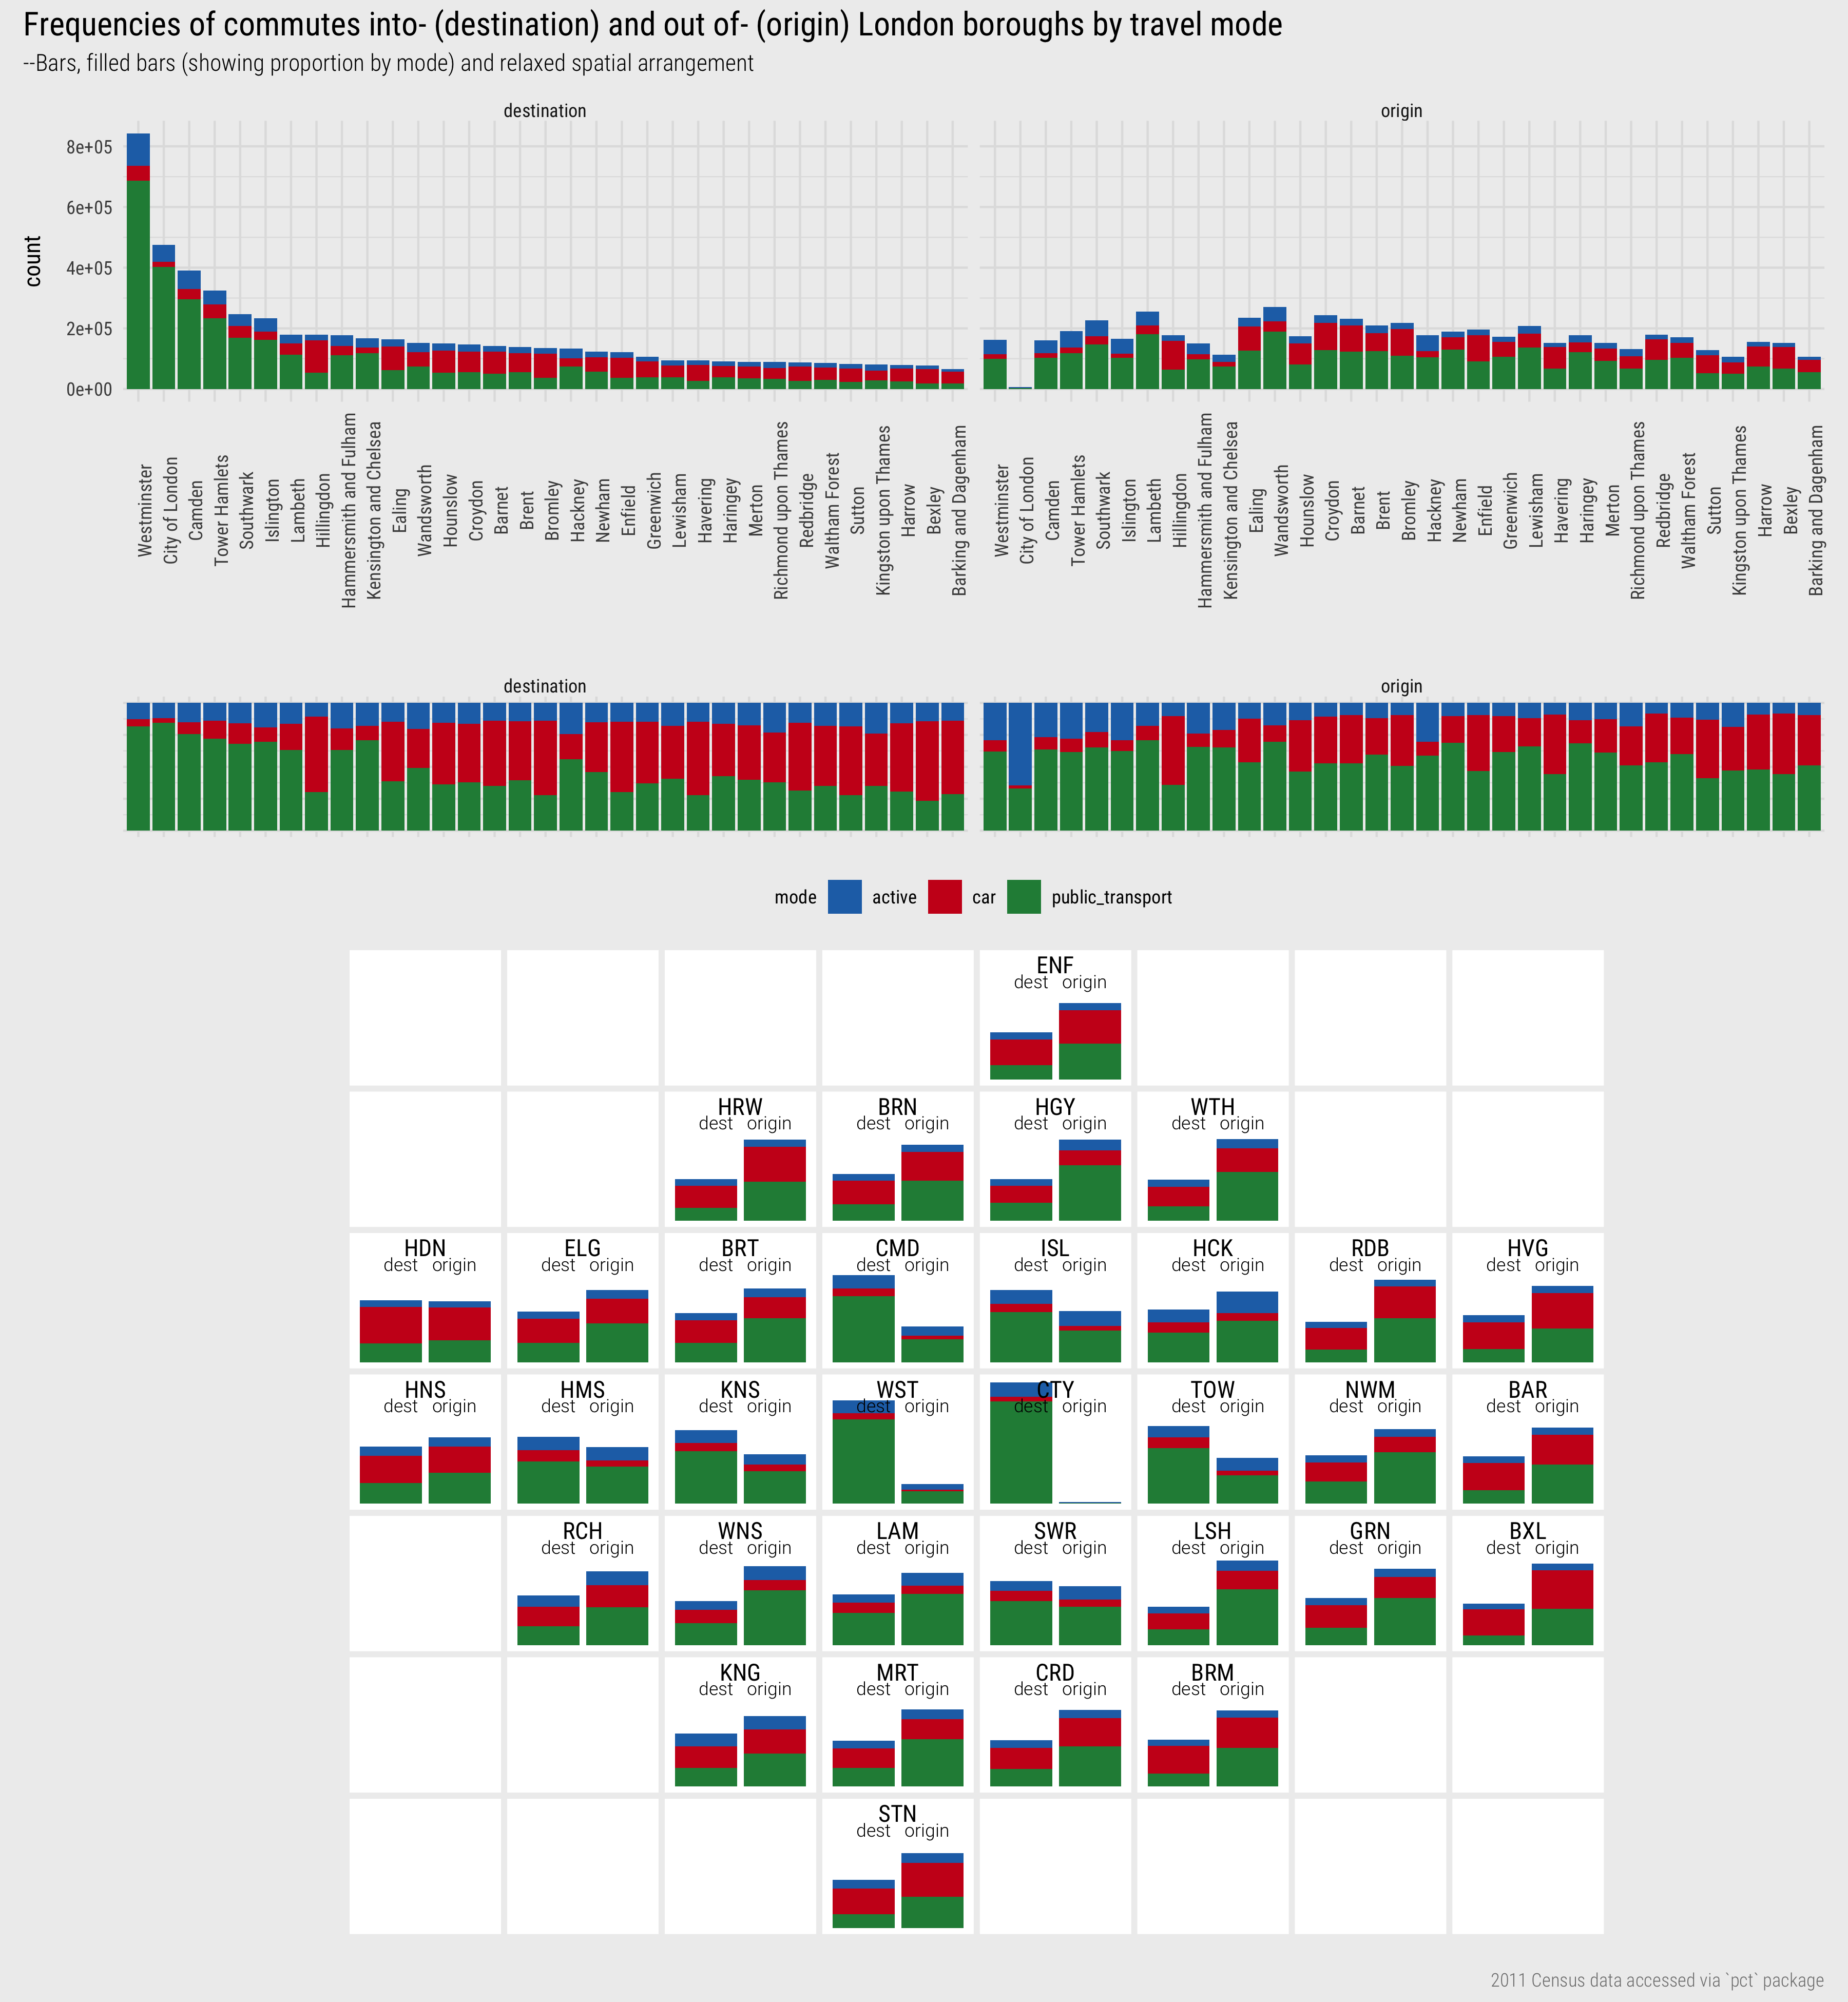 Frequencies of commutes into- (destination) and out of- (origin) London boroughs by travel mode
--Bars, filled bars (showing proportion by mode) and relaxed spatial arrangement
destination origin
count
8e+05
6e+05
4e+05
2e+05
0e+00
Westminster
City of London
Camden
Tower Hamlets
Southwark
Islington
Lambeth
Hillingdon
Hammersmith and Fulham
Kensington and Chelsea
Ealing
Wandsworth
Hounslow
Croydon
Barnet
Brent
Bromley
Hackney
Newham
Enfield
Greenwich
Lewisham
Havering
Haringey
Merton
Richmond upon Thames
Redbridge
Waltham Forest
Sutton
Kingston upon Thames
Harrow
Bexley
Barking and Dagenham
Westminster
City of London
Camden
Tower Hamlets
Southwark
Islington
Lambeth
Hillingdon
Hammersmith and Fulham
Kensington and Chelsea
Ealing
Wandsworth
Hounslow
Croydon
Barnet
Brent
Bromley
Hackney
Newham
Enfield
Greenwich
Lewisham
Havering
Haringey
Merton
Richmond upon Thames
Redbridge
Waltham Forest
Sutton
Kingston upon Thames
Harrow
Bexley
Barking and Dagenham
destination origin
mode active car public_transport
ENF
dest origin
HRW BRN HGY WTH
dest origin dest origin dest origin dest origin
HDN ELG BRT CMD ISL HCK RDB HVG
dest origin dest origin dest origin dest origin dest origin dest origin dest origin dest origin
HNS HMS KNS WST CTY TOW NWM BAR
dest origin dest origin dest origin dest origin dest origin dest origin dest origin dest origin
RCH WNS LAM SWR LSH GRN BXL
dest origin dest origin dest origin dest origin dest origin dest origin dest origin
KNG MRT CRD BRM
dest origin dest origin dest origin dest origin
STN
dest origin
2011 Census data accessed via `pct` package